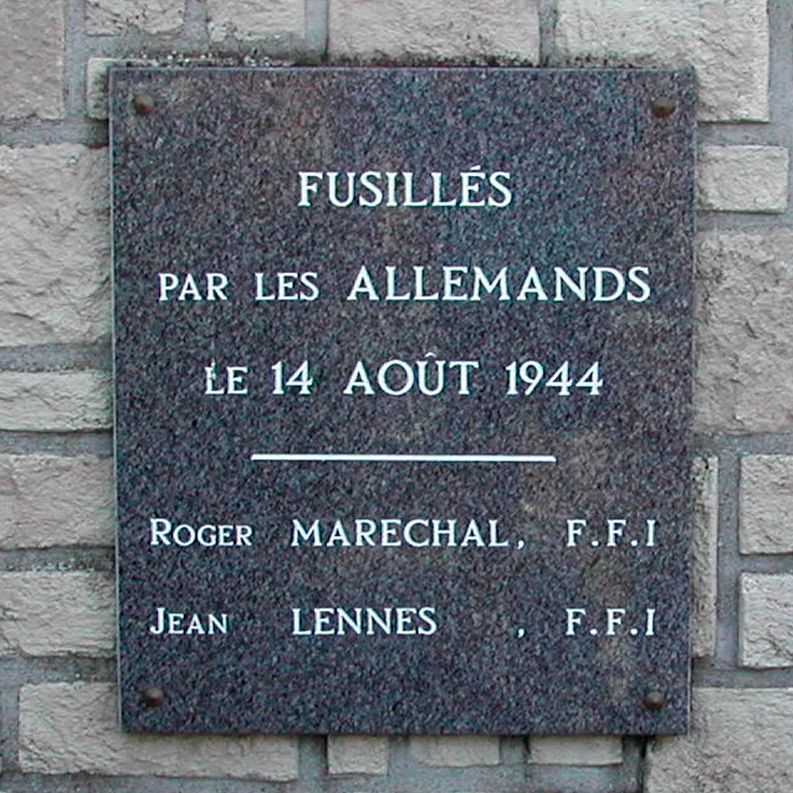 FUSILLÉS
PAR LES ALLEMANDS
LE 14 AOÛT 1944
ROGER MARECHAL, F.F.I
JEAN LENNES , F.F.I